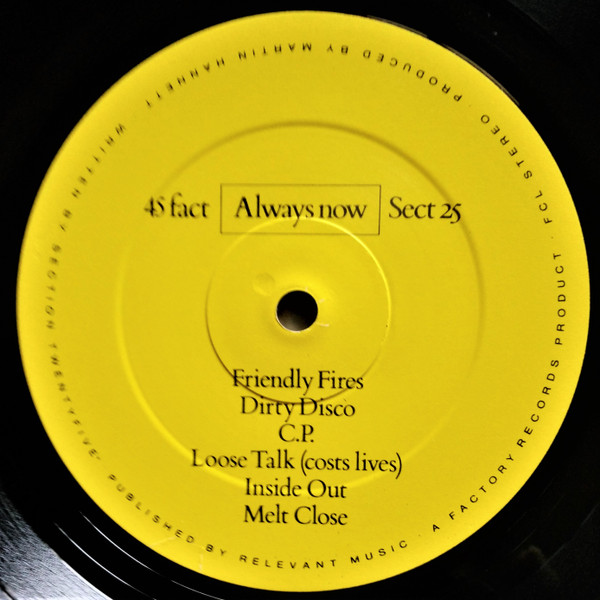 45 fact Always now Sect 25
Friendly Fires
Dirty Disco
C.P.
Loose Talk (costs lives)
Inside Out
Melt Close
WRITTEN BY SECTION TWENTYFIVE · PUBLISHED BY RELEVANT MUSIC · A FACTORY RECORDS PRODUCT · FCL STEREO · PRODUCED BY MARTIN HANNETT ·